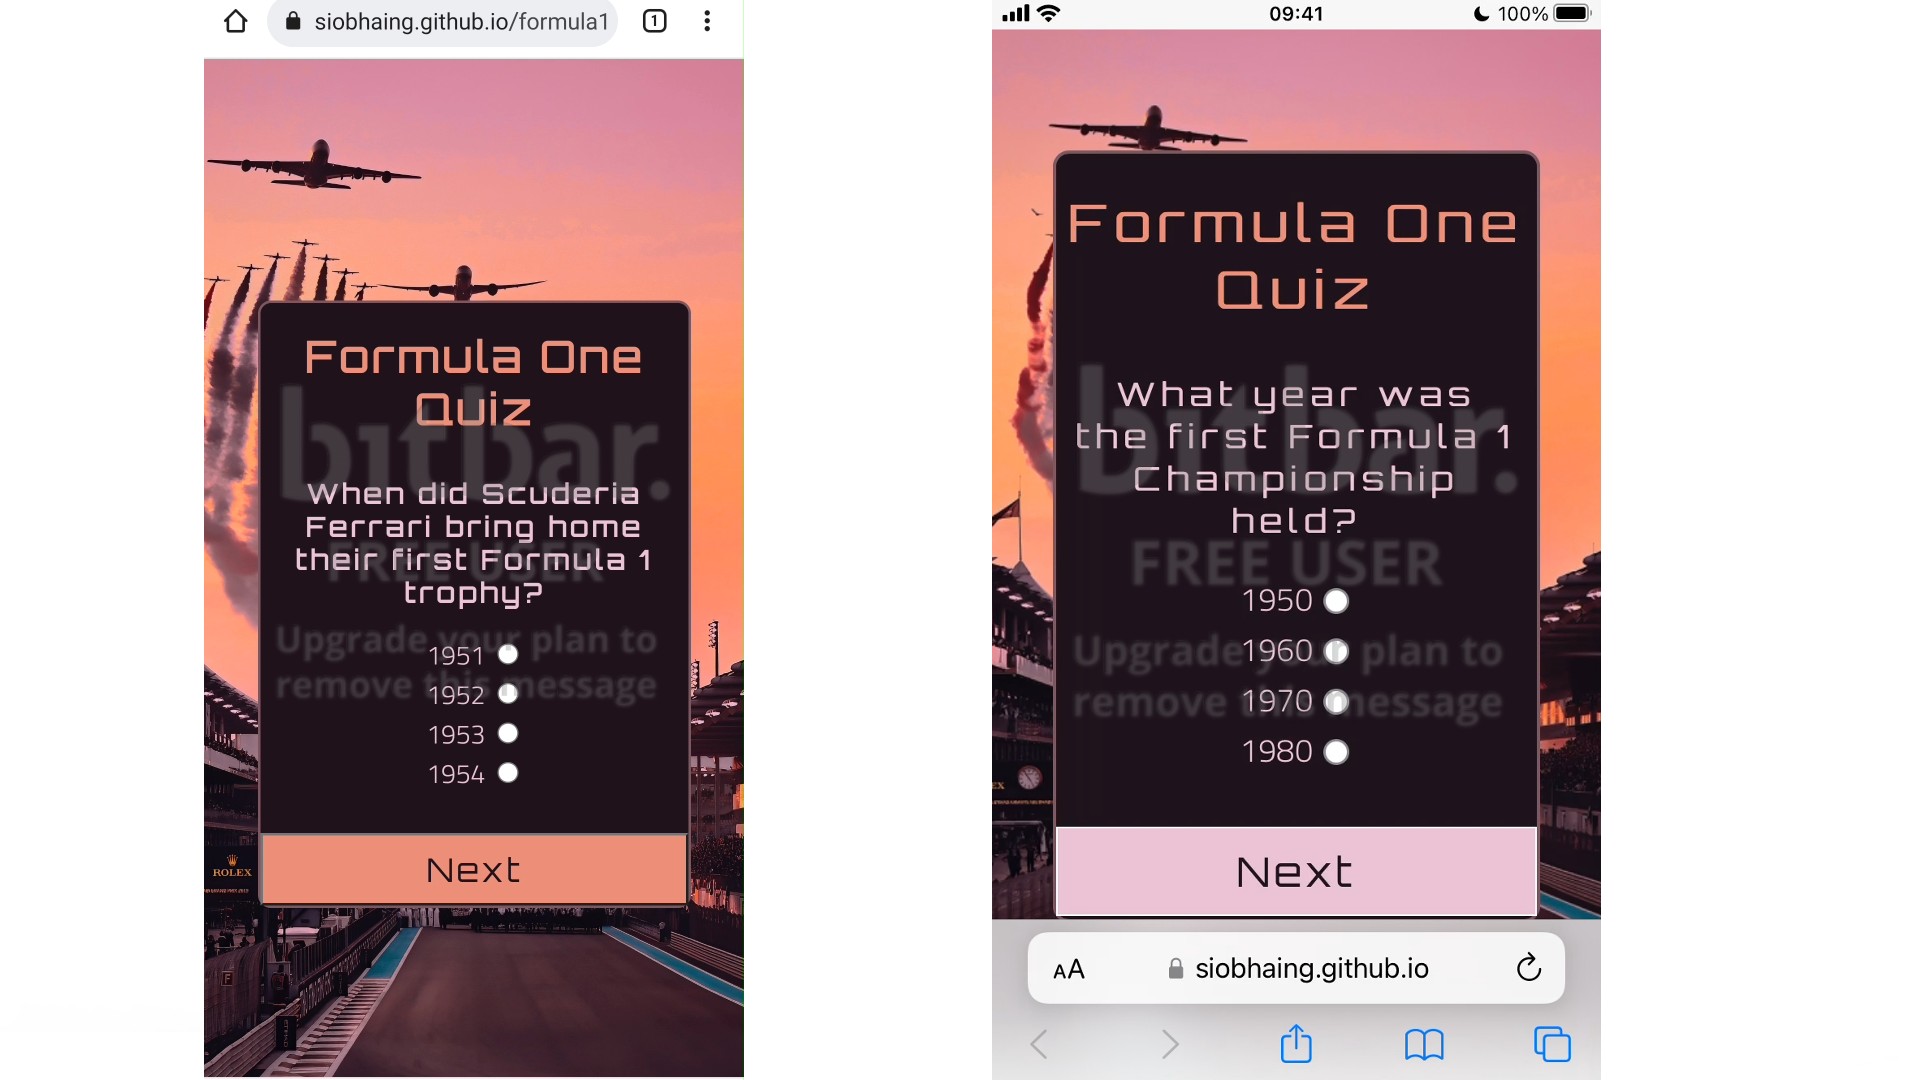 siobhaing.github.io/formula1
1
Formula One
Quiz
bitbar.
When did Scuderia
Ferrari bring home
their first Formula 1
trophy?
FREE USER
Upgrade your plan to
remove this message
1951
1952
1953
1954
Next
ROLEX
09:41
100%
Formula One
Quiz
bitbar.
What year was
the first Formula 1
Championship
held?
FREE USER
Upgrade your plan to
remove this message
1950
1960
1970
1980
EX
Next
AA
siobhaing.github.io